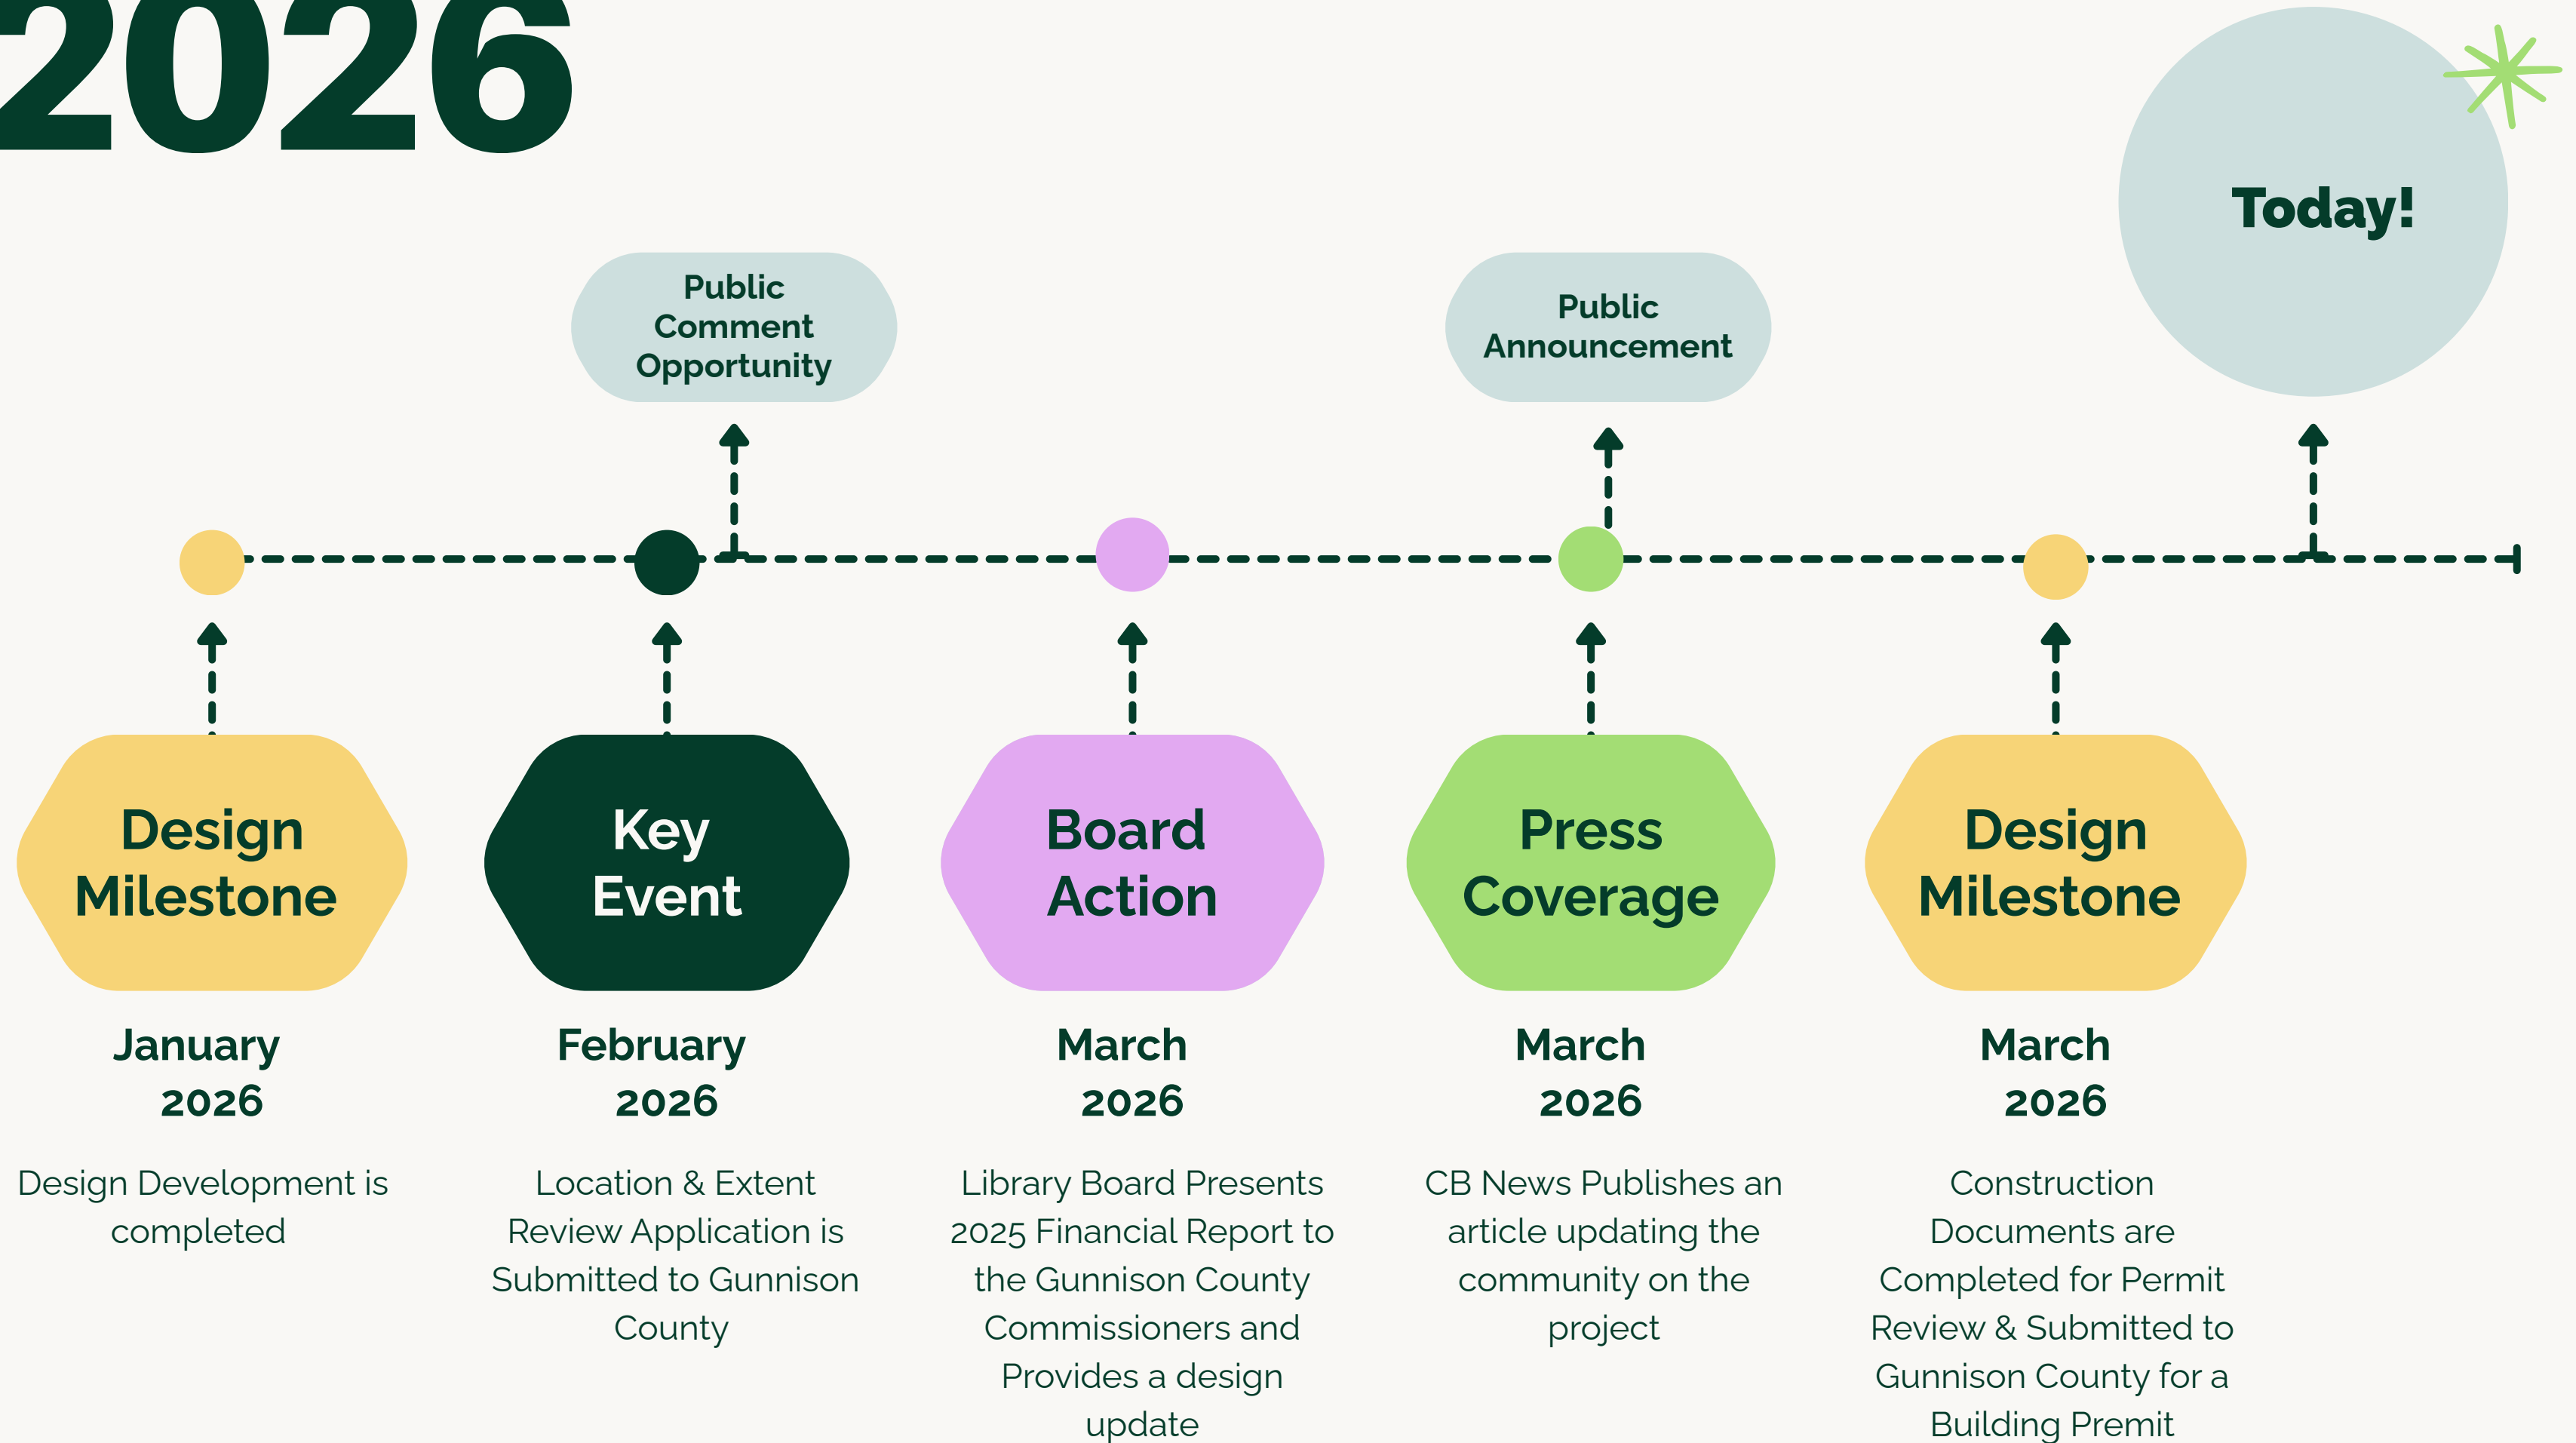 2026
Today!
Public
Comment
Opportunity
Public
Announcement
Design
Milestone
January
2026
Design Development is
completed
Key
Event
February
2026
Location & Extent
Review Application is
Submitted to Gunnison
County
Board
Action
March
2026
Library Board Presents
2025 Financial Report to
the Gunnison County
Commissioners and
Provides a design
update
Press
Coverage
March
2026
CB News Publishes an
article updating the
community on the
project
Design
Milestone
March
2026
Construction
Documents are
Completed for Permit
Review & Submitted to
Gunnison County for a
Building Premit